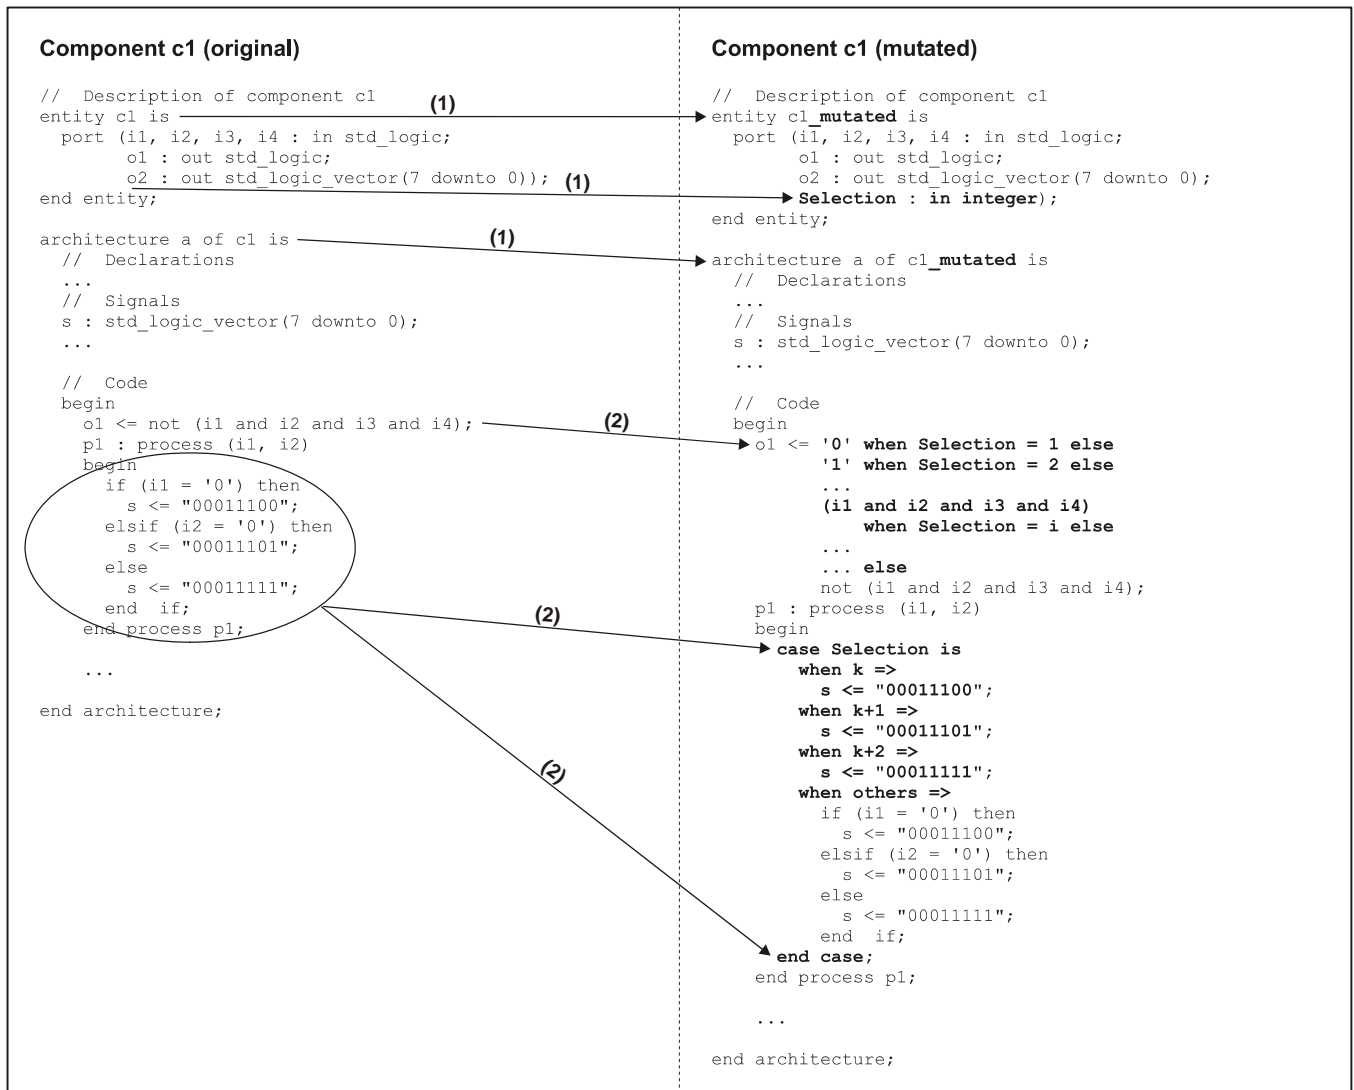 Component c1 (original)
// Description of component c1
entity c1 is
port (i1, i2, i3, i4 : in std_logic;
o1 : out std_logic;
o2 : out std_logic_vector(7 downto 0));
end entity;
architecture a of c1 is
// Declarations
...
// Signals
s : std_logic_vector(7 downto 0);
...
// Code
begin
o1 <= not (i1 and i2 and i3 and i4);
p1 : process (i1, i2)
begin
if (i1 = '0') then
s <= "00011100";
elsif (i2 = '0') then
s <= "00011101";
else
s <= "00011111";
end if;
end process p1;
...
end architecture;
(1)
(1)
(1)
(2)
(2)
(2)
Component c1 (mutated)
// Description of component c1
entity c1_mutated is
port (i1, i2, i3, i4 : in std_logic;
o1 : out std_logic;
o2 : out std_logic_vector(7 downto 0);
Selection : in integer);
end entity;
architecture a of c1_mutated is
// Declarations
...
// Signals
s : std_logic_vector(7 downto 0);
...
// Code
begin
o1 <= '0' when Selection = 1 else
'1' when Selection = 2 else
...
(i1 and i2 and i3 and i4)
when Selection = i else
...
... else
not (i1 and i2 and i3 and i4);
p1 : process (i1, i2)
begin
case Selection is
when k =>
s <= "00011100";
when k+1 =>
s <= "00011101";
when k+2 =>
s <= "00011111";
when others =>
if (i1 = '0') then
s <= "00011100";
elsif (i2 = '0') then
s <= "00011101";
else
s <= "00011111";
end if;
end case;
end process p1;
...
end architecture;